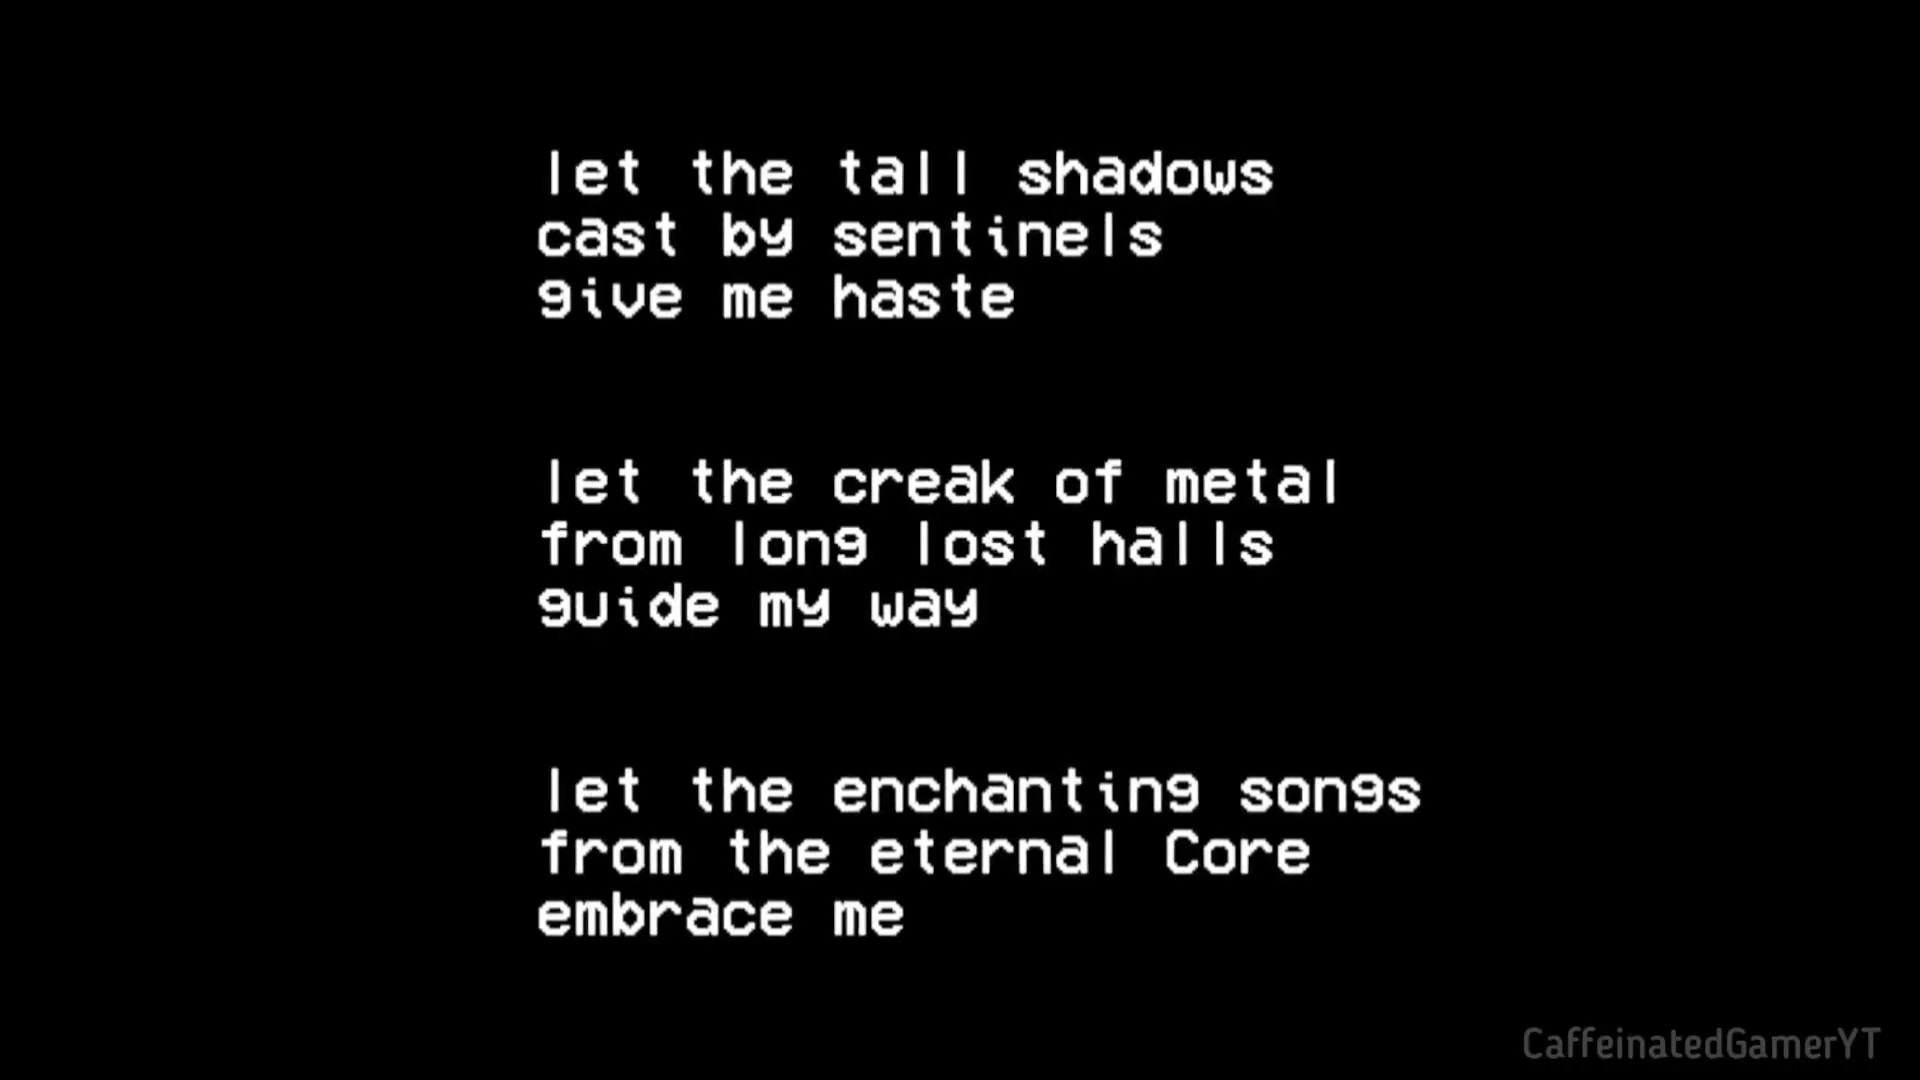 let the tall shadows
cast by sentinels
give me haste
let the creak of metal
from long lost halls
guide my way
let the enchanting songs
from the eternal Core
embrace me
CaffeinatedGamerYT